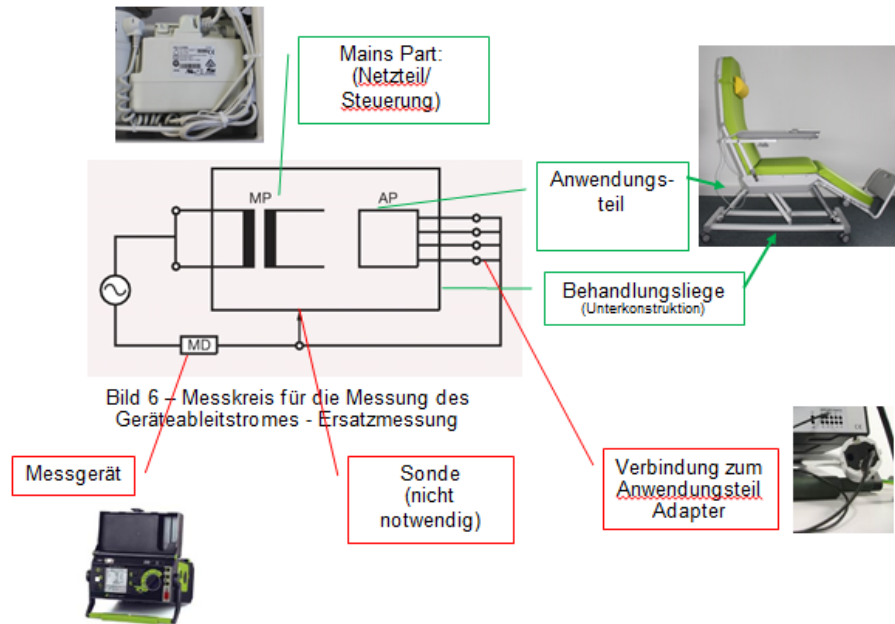 Mains Part:
(Netzteil/
Steuerung)
MP
AP
Anwendungs-
teil
Behandlungsliege
(Unterkonstruktion)
MD
Bild 6 – Messkreis für die Messung des
Geräteableitstromes - Ersatzmessung
Messgerät
Sonde
(nicht
notwendig)
Verbindung zum
Anwendungsteil
Adapter